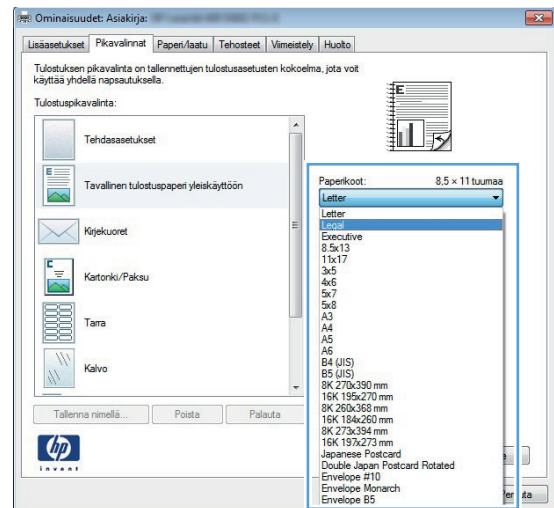 Ominaisuudet: Asiakirja:
Lisäasetukset Pikavalinnat Paperi/laatu Tehosteet Viimeistely Huolto
Tulostuksen pikavalinta on tallennettujen tulostusasetusten kokoelma, jota voit
käyttää yhdellä napsautuksella.
Tulostuspikavalinta:
Tehdasasetukset
Tavallinen tulostuspaperi yleiskäyttöön
Kirjekuoret
Kartonki/Paksu
Tarra
Kalvo
Tallenna nimellä... Poista Palauta
E
Paperikoot: 8,5 × 11 tuumaa
Letter
Letter
Legal
Executive
8.5x13
11x17
3x5
4x6
5x7
5x8
A3
A4
A5
A6
B4 (JIS)
B5 (JIS)
8K 270x390 mm
16K 195x270 mm
8K 260x368 mm
16K 184x260 mm
8K 273x394 mm
16K 197x273 mm
Japanese Postcard
Double Japan Postcard Rotated
Envelope #10
Envelope Monarch
Envelope B5
hp
invent